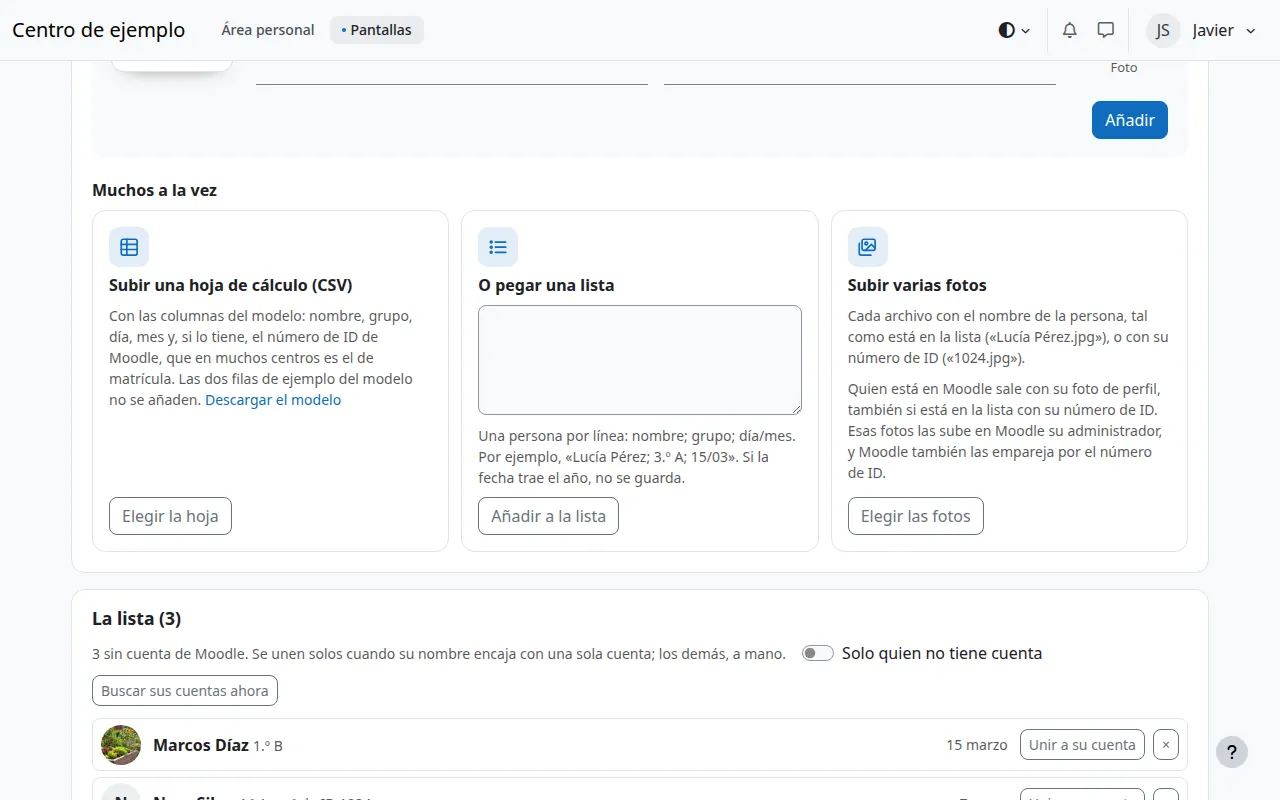 Centro de ejemplo
Área personal
Pantallas
JS
Javier
Foto
Añadir
Muchos a la vez
Subir una hoja de cálculo (CSV)
Con las columnas del modelo: nombre, grupo,
día, mes y, si lo tiene, el número de ID de
Moodle, que en muchos centros es el de
matrícula. Las dos filas de ejemplo del modelo
no se añaden. Descargar el modelo
Elegir la hoja
O pegar una lista
Una persona por línea: nombre; grupo; día/mes.
Por ejemplo, «Lucía Pérez; 3.º A; 15/03». Si la
fecha trae el año, no se guarda.
Añadir a la lista
Subir varias fotos
Cada archivo con el nombre de la persona, tal
como está en la lista («Lucía Pérez.jpg»), o con su
número de ID («1024.jpg»).
Quien está en Moodle sale con su foto de perfil,
también si está en la lista con su número de ID.
Esas fotos las sube en Moodle su administrador,
y Moodle también las empareja por el número
de ID.
Elegir las fotos
La lista (3)
3 sin cuenta de Moodle. Se unen solos cuando su nombre encaja con una sola cuenta; los demás, a mano.
Solo quien no tiene cuenta
Buscar sus cuentas ahora
Marcos Díaz 1.º B
15 marzo
Unir a su cuenta
×
?